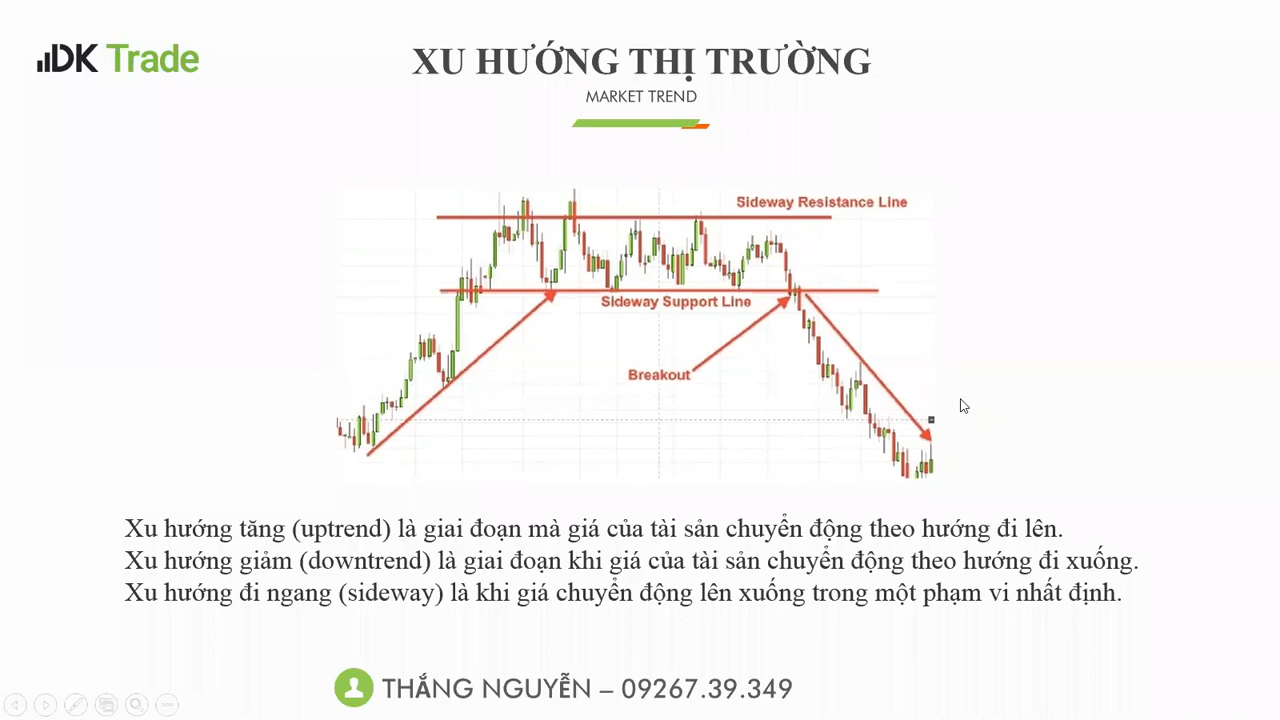 DK Trade
XU HƯỚNG THỊ TRƯỜNG
MARKET TREND
Sideway Resistance Line
Sideway Support Line
Breakout
Xu hướng tăng (uptrend) là giai đoạn mà giá của tài sản chuyển động theo hướng đi lên.
Xu hướng giảm (downtrend) là giai đoạn khi giá của tài sản chuyển động theo hướng đi xuống.
Xu hướng đi ngang (sideway) là khi giá chuyển động lên xuống trong một phạm vi nhất định.
THẮNG NGUYỄN – 09267.39.349